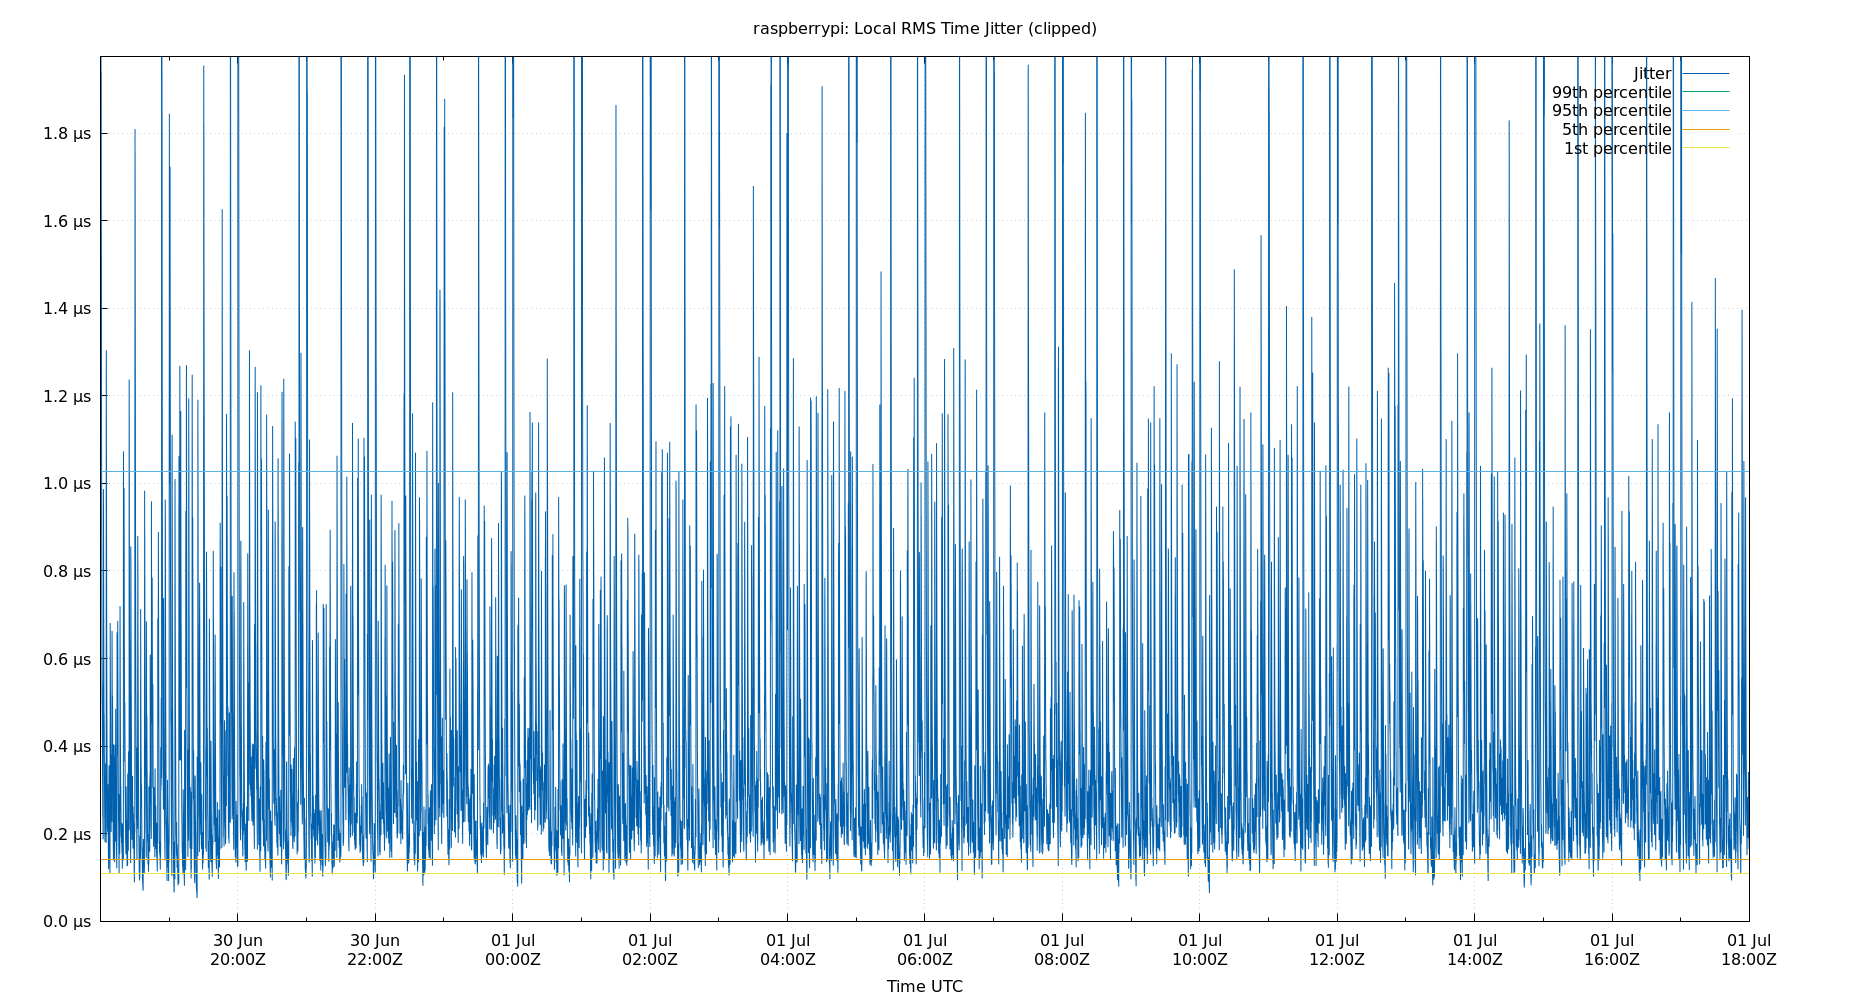 raspberrypi: Local RMS Time Jitter (clipped)
Jitter
99th percentile
95th percentile
5th percentile
1st percentile
1.8 µs
1.6 µs
1.4 µs
1.2 µs
1.0 µs
0.8 µs
0.6 µs
0.4 µs
0.2 µs
0.0 µs
30 Jun 30 Jun 01 Jul 01 Jul 01 Jul 01 Jul 01 Jul 01 Jul 01 Jul 01 Jul 01 Jul 01 Jul
20:00Z 22:00Z 00:00Z 02:00Z 04:00Z 06:00Z 08:00Z 10:00Z 12:00Z 14:00Z 16:00Z 18:00Z
Time UTC